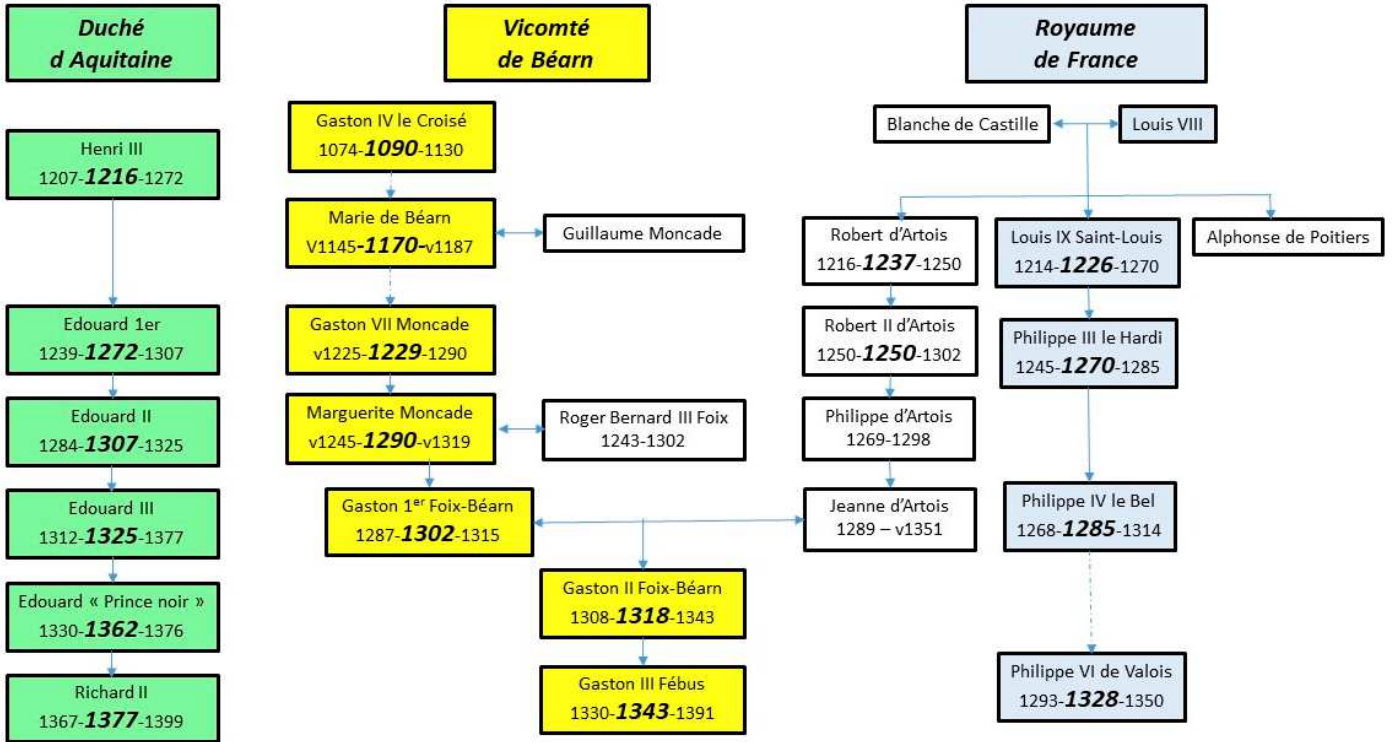 Duché
d Aquitaine
Henri III
1207-1216-1272
Edouard 1er
1239-1272-1307
Edouard II
1284-1307-1325
Edouard III
1312-1325-1377
Edouard « Prince noir »
1330-1362-1376
Richard II
1367-1377-1399
Vicomté
de Béarn
Gaston IV le Croisé
1074-1090-1130
Marie de Béarn
V1145-1170-v1187
Guillaume Moncade
Gaston VII Moncade
v1225-1229-1290
Marguerite Moncade
v1245-1290-v1319
Roger Bernard III Foix
1243-1302
Gaston 1er Foix-Béarn
1287-1302-1315
Gaston II Foix-Béarn
1308-1318-1343
Gaston III Fébus
1330-1343-1391
Royaume
de France
Blanche de Castille
Louis VIII
Robert d’Artois
1216-1237-1250
Louis IX Saint-Louis
1214-1226-1270
Alphonse de Poitiers
Robert II d’Artois
1250-1250-1302
Philippe III le Hardi
1245-1270-1285
Philippe d’Artois
1269-1298
Jeanne d’Artois
1289 – v1351
Philippe IV le Bel
1268-1285-1314
Philippe VI de Valois
1293-1328-1350